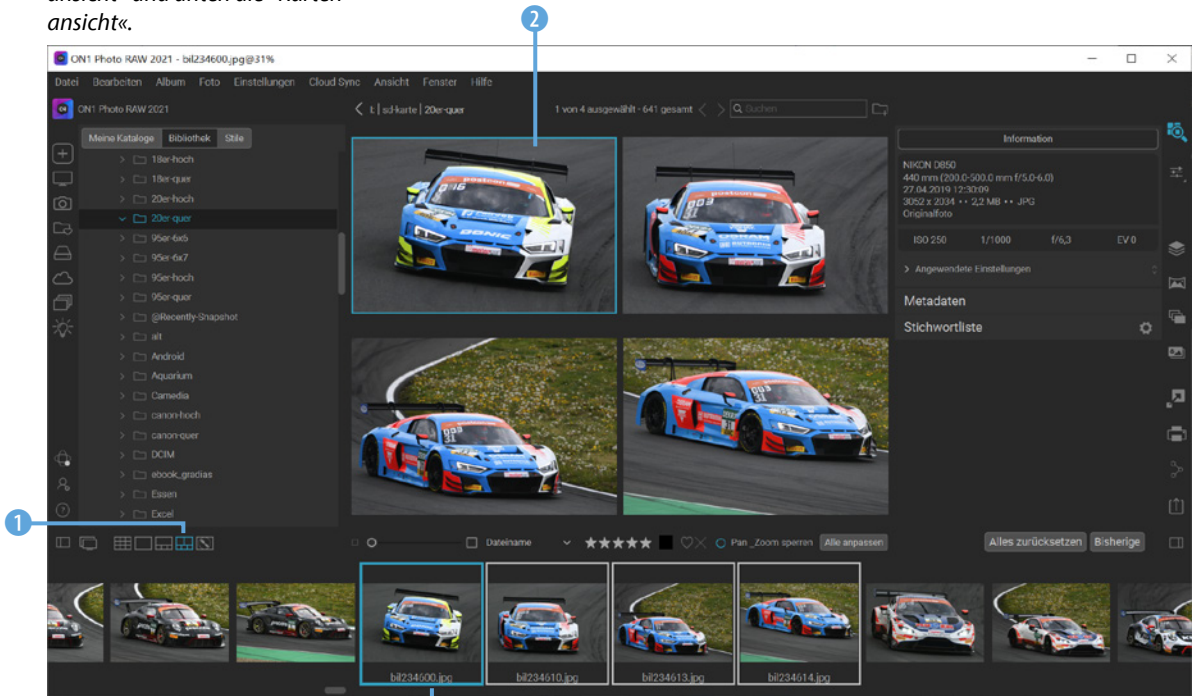 ansicht«.
2
ON1 Photo RAW 2021 - bil234600.jpg@31%
Datei Bearbeiten Album Foto Einstellungen Cloud Sync Ansicht Fenster Hilfe
ON1 Photo RAW 2021
t: | sd-karte | 20er-quer
1 von 4 ausgewählt - 641 gesamt
Suchen
Meine Kataloge Bibliothek Stile
18er-hoch
18er-quer
20er-hoch
20er-quer
95er-6x6
95er-6x7
95er-hoch
95er-quer
@Recently-Snapshot
alt
Android
Aquarium
Camedia
canon-hoch
canon-quer
DCIM
ebook_gradias
Essen
Excel
Information
NIKON D850
440 mm (200.0-500.0 mm f/5.0-6.0)
27.04.2019 12:30:09
3052 x 2034 •• 2,2 MB •• JPG
Originalfoto
ISO 250 1/1000 f/6,3 EV 0
Angewendete Einstellungen
Metadaten
Stichwortliste
1
Dateiname
Pan _Zoom sperren
Alle anpassen
Alles zurücksetzen
Bisherige
bil234600.jpg
bil234610.jpg
bil234613.jpg
bil234614.jpg